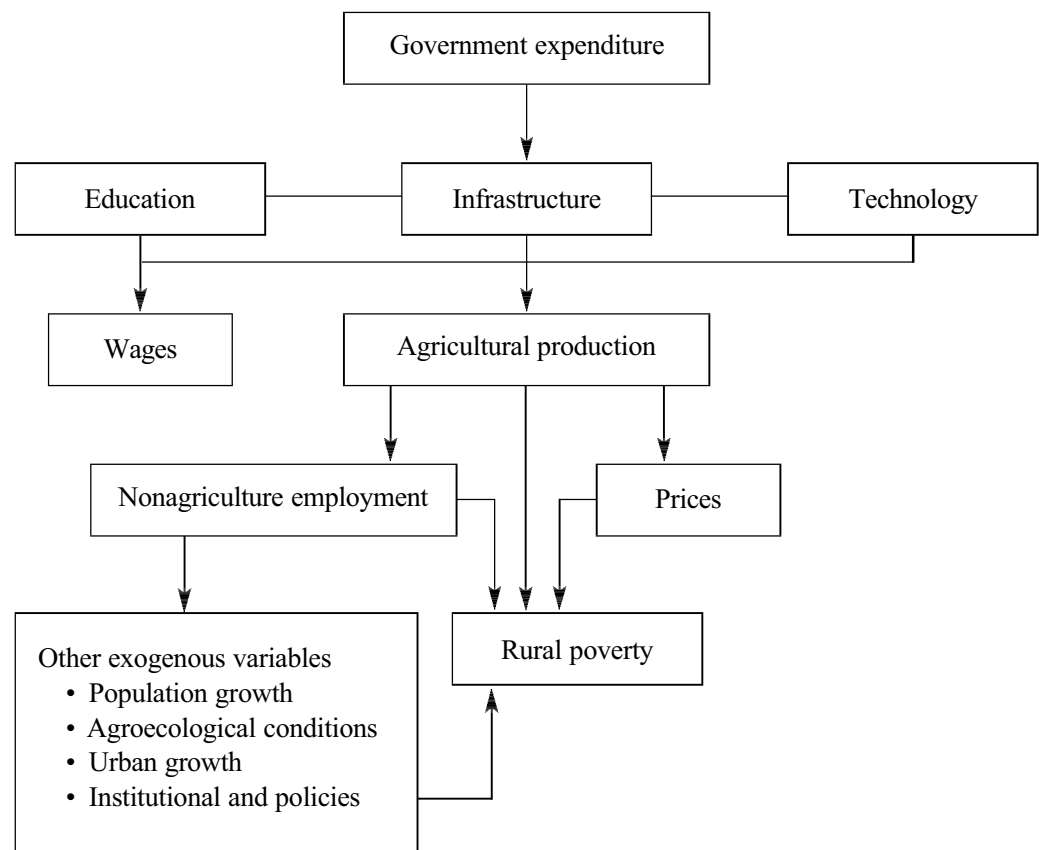 Government expenditure
Education
Infrastructure
Technology
Wages
Agricultural production
Nonagriculture employment
Prices
Other exogenous variables
• Population growth
• Agroecological conditions
• Urban growth
• Institutional and policies
Rural poverty